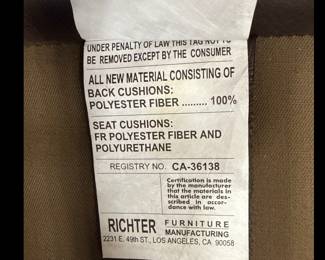 UNDER PENALTY OF LAW THIS TAG NOT TO
BE REMOVED EXCEPT BY THE CONSUMER
ALL NEW MATERIAL CONSISTING OF
BACK CUSHIONS:
POLYESTER FIBER ......... 100%
SEAT CUSHIONS:
FR POLYESTER FIBER AND
POLYURETHANE
REGISTRY NO. CA-36138
Certification is made
by the manufacturer
that the materials in
this article are des-
cribed in accor-
dance with law.
RICHTER FURNITURE
MANUFACTURING
2231 E. 49th ST., LOS ANGELES, CA 90058